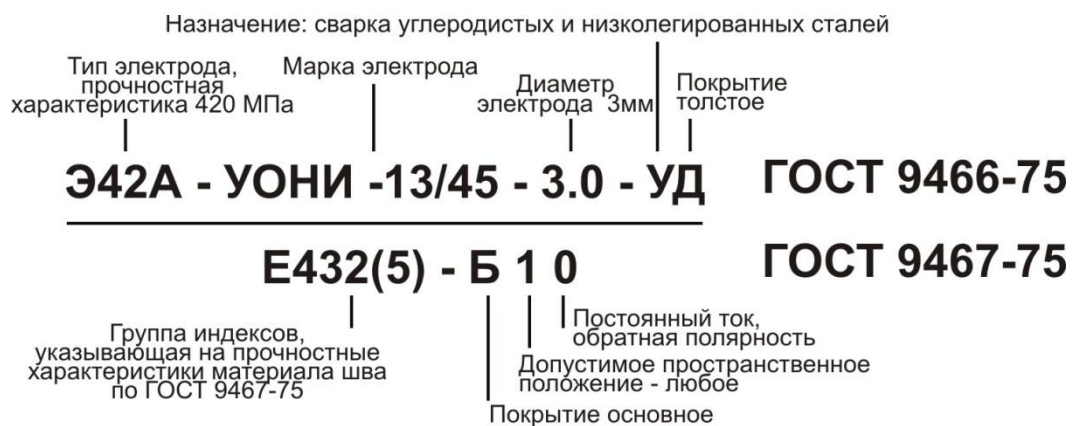 Назначение: сварка углеродистых и низколегированных сталей
Тип электрода,
прочностная
характеристика 420 МПа
Марка электрода
Диаметр
электрода 3мм
Покрытие
толстое
Э42А - УОНИ -13/45 - 3.0 - УД
ГОСТ 9466-75
Е432(5) - Б 1 0
ГОСТ 9467-75
Группа индексов,
указывающая на прочностные
характеристики материала шва
по ГОСТ 9467-75
Постоянный ток,
обратная полярность
Допустимое пространственное
положение - любое
Покрытие основное